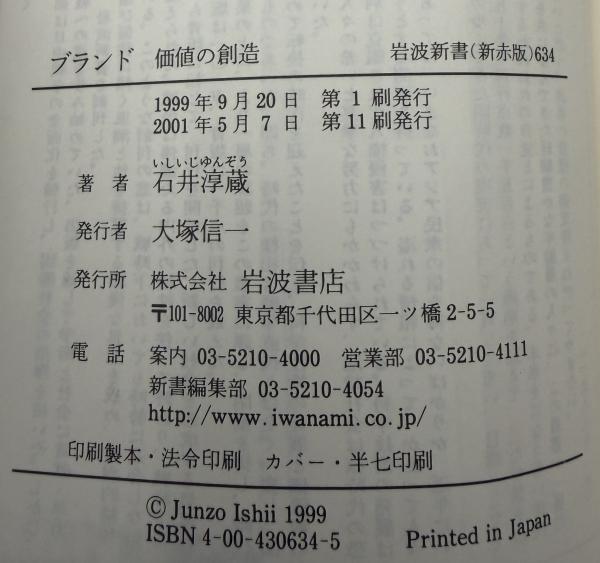 ブランド 価値の創造 岩波新書(新赤版)634
1999年9月20日 第1刷発行
2001年5月7日 第11刷発行
いしいじゅんぞう
著者 石井淳蔵
発行者 大塚信一
発行所 株式会社 岩波書店
〒101-8002 東京都千代田区一ツ橋2-5-5
電話 案内 03-5210-4000 営業部 03-5210-4111
新書編集部 03-5210-4054
http://www.iwanami.co.jp/
印刷製本・法令印刷 カバー・半七印刷
© Junzo Ishii 1999
ISBN 4-00-430634-5 Printed in Japan